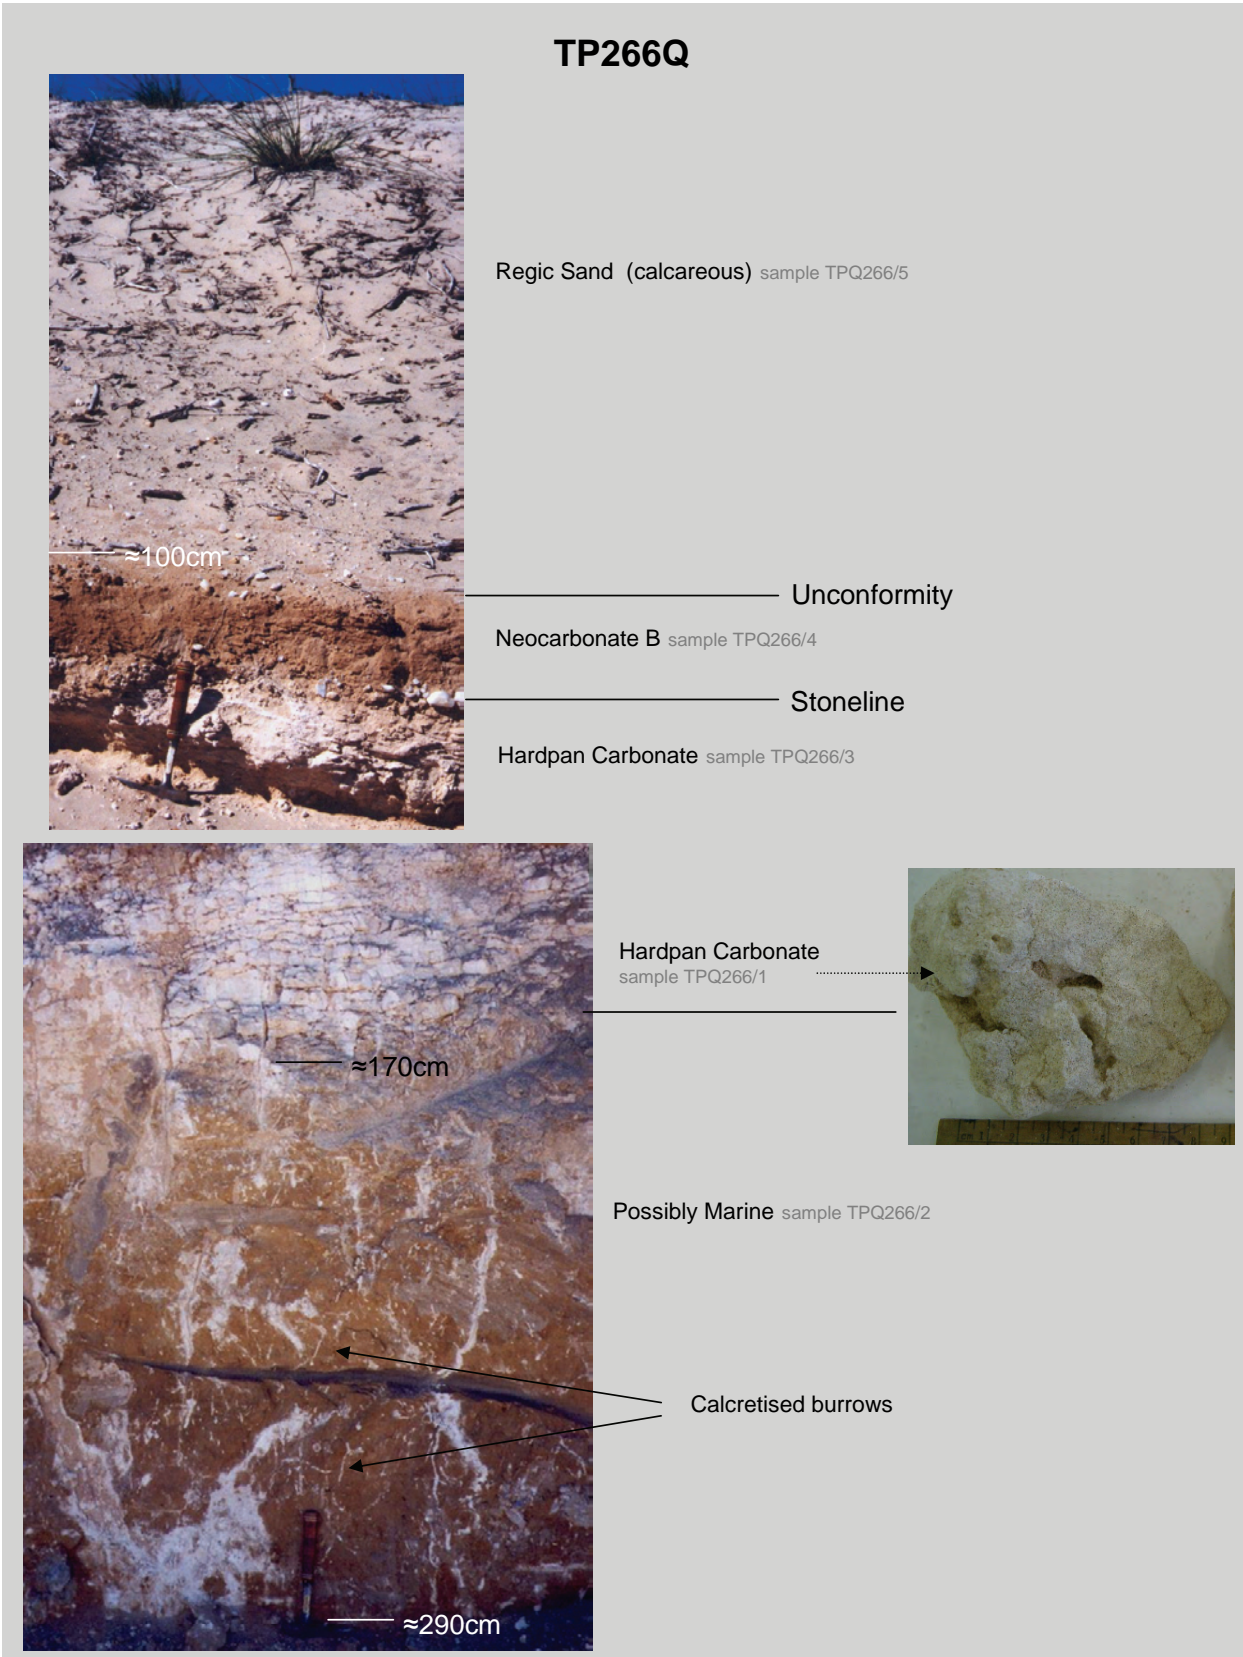 TP266Q
Regic Sand (calcareous) sample TPQ266/5
≈100cm
Unconformity
Neocarbonate B sample TPQ266/4
Stoneline
Hardpan Carbonate sample TPQ266/3
Hardpan Carbonate
sample TPQ266/1
≈170cm
Possibly Marine sample TPQ266/2
Calcretised burrows
≈290cm